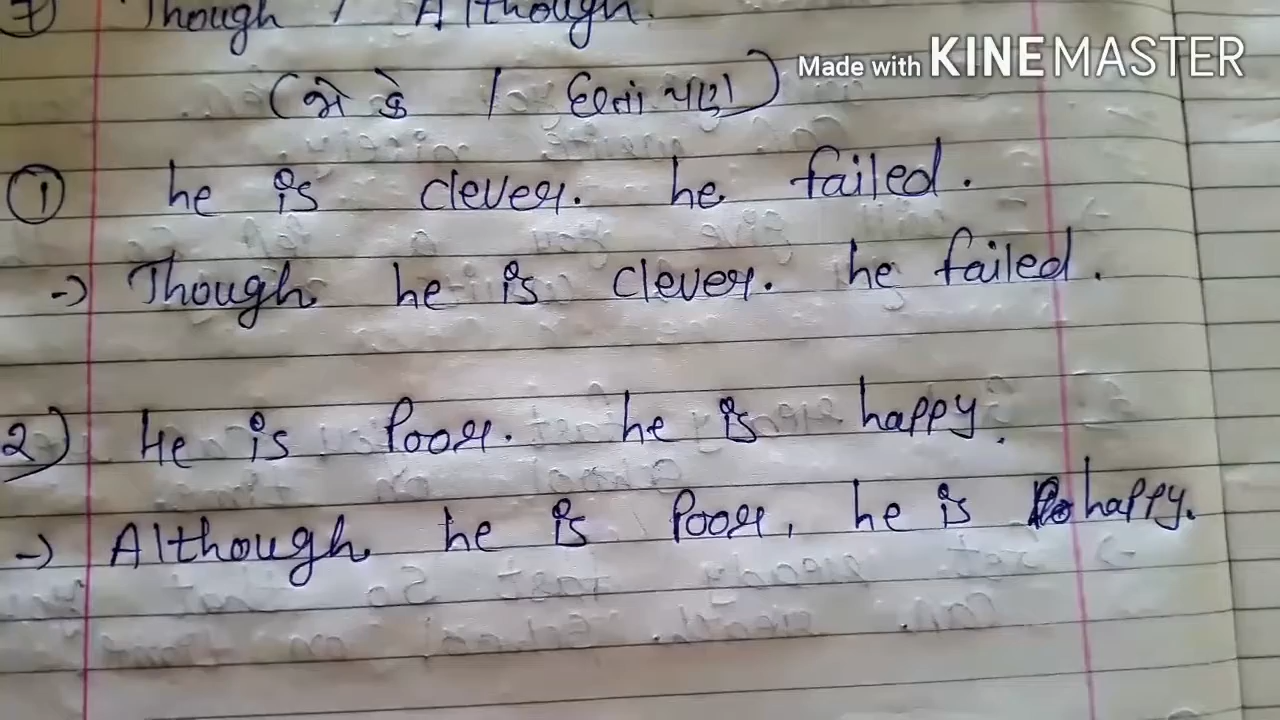 7) Though / Although.
Made with KINEMASTER
(જો કે / છતાં પણ)
① he is clever. he failed.
-> Though he is clever. he failed.
2) He is Poor. he is happy.
-> Although he is Poor, he is happy.